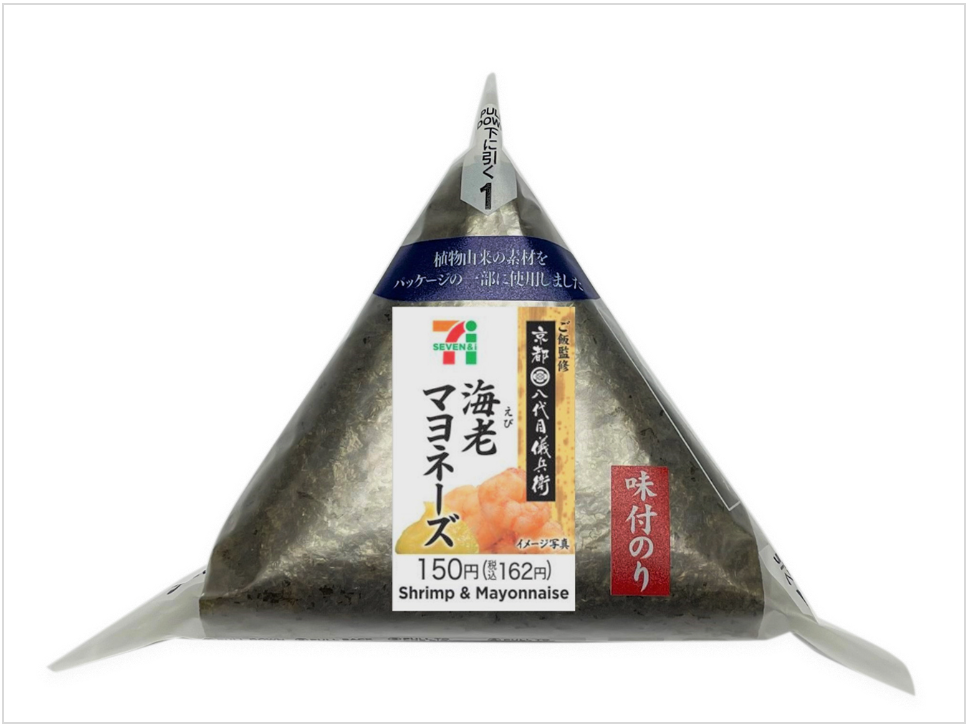 PULL
DOWN
下に引く
1
植物由来の素材を
パッケージの一部に使用しました
SEVEN&i
ご飯監修
京都 八代目儀兵衛
海老
えび
マヨネーズ
イメージ写真
150円(税込162円)
Shrimp & Mayonnaise
味付のり